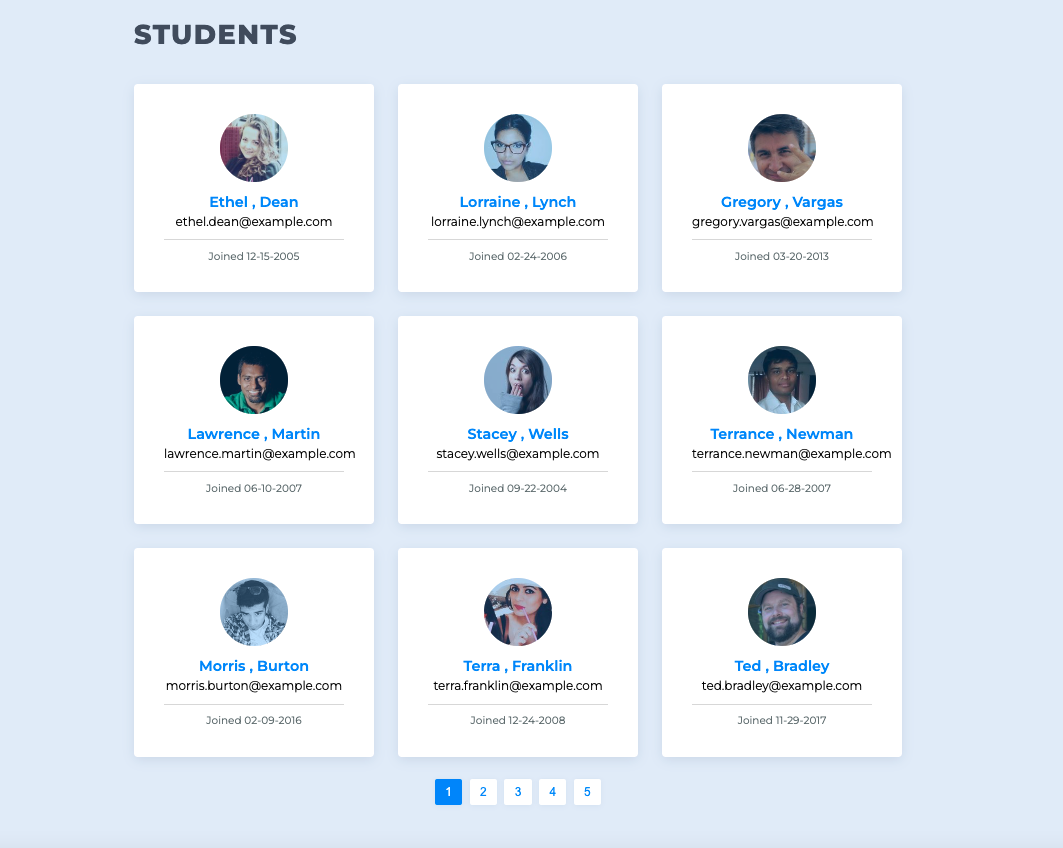 STUDENTS
Ethel , Dean
ethel.dean@example.com
Joined 12-15-2005
Lorraine , Lynch
lorraine.lynch@example.com
Joined 02-24-2006
Gregory , Vargas
gregory.vargas@example.com
Joined 03-20-2013
Lawrence , Martin
lawrence.martin@example.com
Joined 06-10-2007
Stacey , Wells
stacey.wells@example.com
Joined 09-22-2004
Terrance , Newman
terrance.newman@example.com
Joined 06-28-2007
Morris , Burton
morris.burton@example.com
Joined 02-09-2016
Terra , Franklin
terra.franklin@example.com
Joined 12-24-2008
Ted , Bradley
ted.bradley@example.com
Joined 11-29-2017
1 2 3 4 5